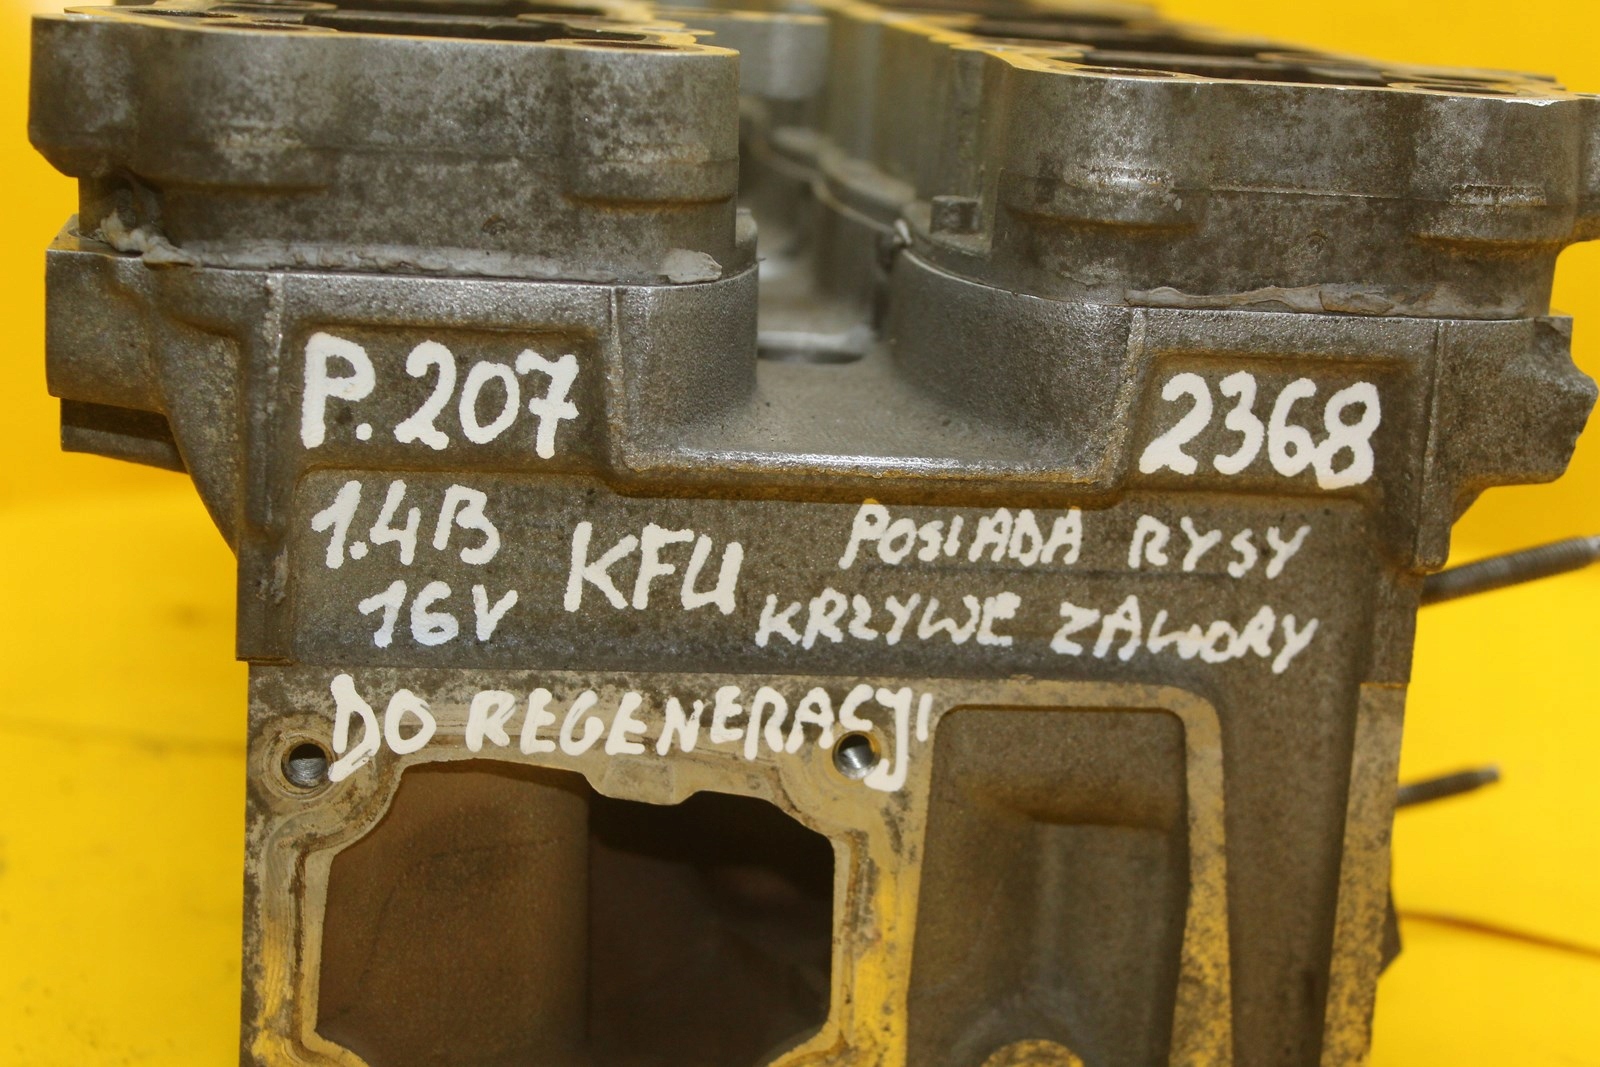 P.207
2368
1.4B
16V
KFU
POSIADA RYSY
KRZYWE ZAWORY
DO REGENERACJI